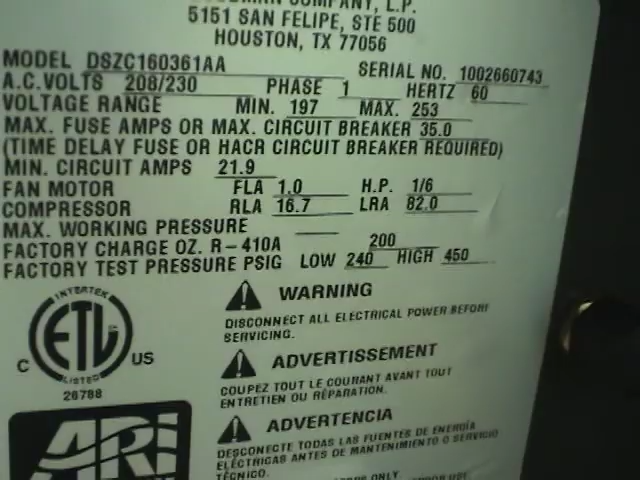 COMPANY, L.P.
5151 SAN FELIPE, STE 500
HOUSTON, TX 77056
MODEL DSZC160361AA SERIAL NO. 1002660743
A.C.VOLTS 208/230 PHASE 1 HERTZ 60
VOLTAGE RANGE MIN. 197 MAX. 253
MAX. FUSE AMPS OR MAX. CIRCUIT BREAKER 35.0
(TIME DELAY FUSE OR HACR CIRCUIT BREAKER REQUIRED)
MIN. CIRCUIT AMPS 21.9
FAN MOTOR FLA 1.0 H.P. 1/6
COMPRESSOR RLA 16.7 LRA 82.0
MAX. WORKING PRESSURE
FACTORY CHARGE OZ. R-410A 200
FACTORY TEST PRESSURE PSIG LOW 240 HIGH 450
WARNING
DISCONNECT ALL ELECTRICAL POWER BEFORE
SERVICING.
ADVERTISSEMENT
COUPEZ TOUT LE COURANT AVANT TOUT
ENTRETIEN OU RÉPARATION.
ADVERTENCIA
DESCONECTE TODAS LAS FUENTES DE ENERGÍA
ELÉCTRICAS ANTES DE MANTENIMIENTO O SERVICIO
TÉCNICO.
ONLY
INTERTEK
ETL
C US
LISTED
26788
ARI